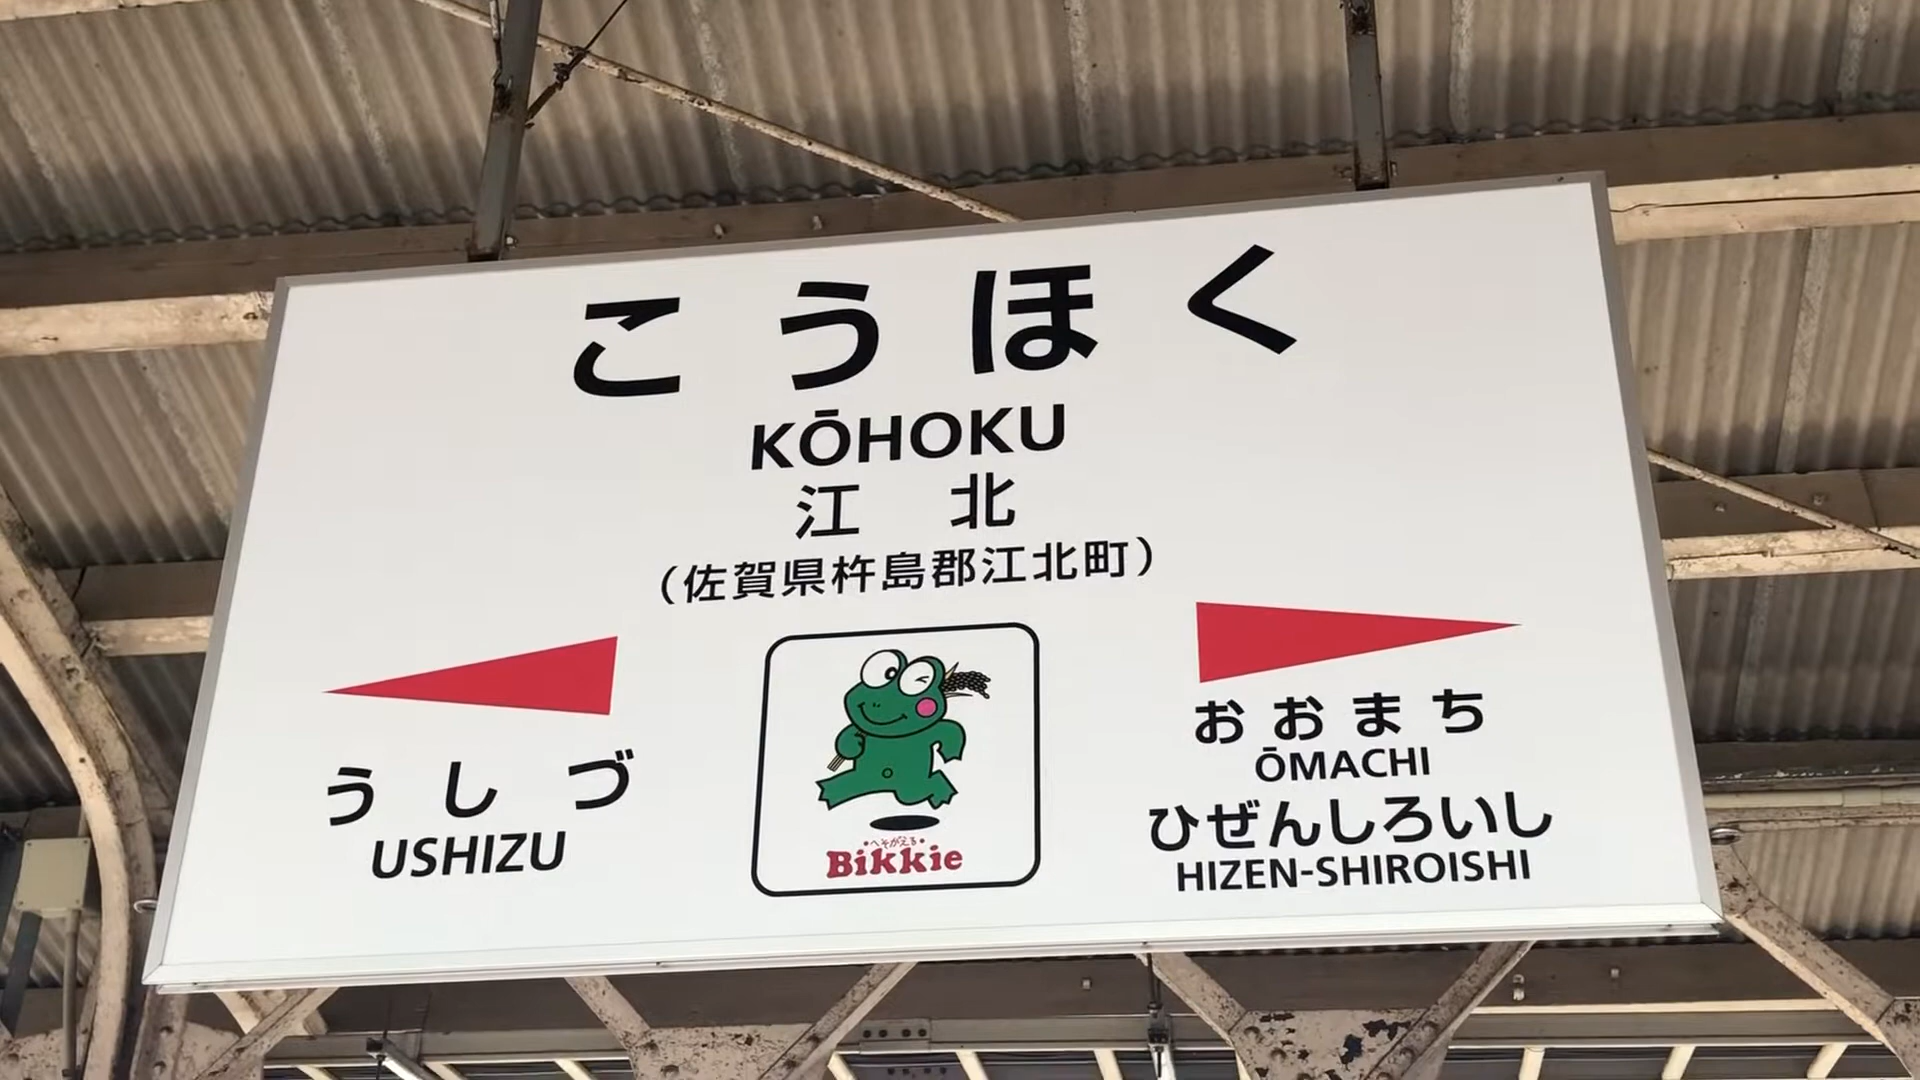 こうほく
KŌHOKU
江北
(佐賀県杵島郡江北町)
うしづ
USHIZU
へそがえる
Bikkie
おおまち
ŌMACHI
ひぜんしろいし
HIZEN-SHIROISHI